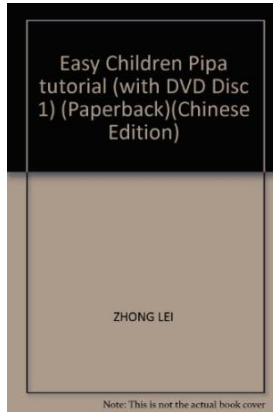 Easy Children Pipa
tutorial (with DVD Disc
1) (Paperback)(Chinese
Edition)
ZHONG LEI
Note: This is not the actual book cover